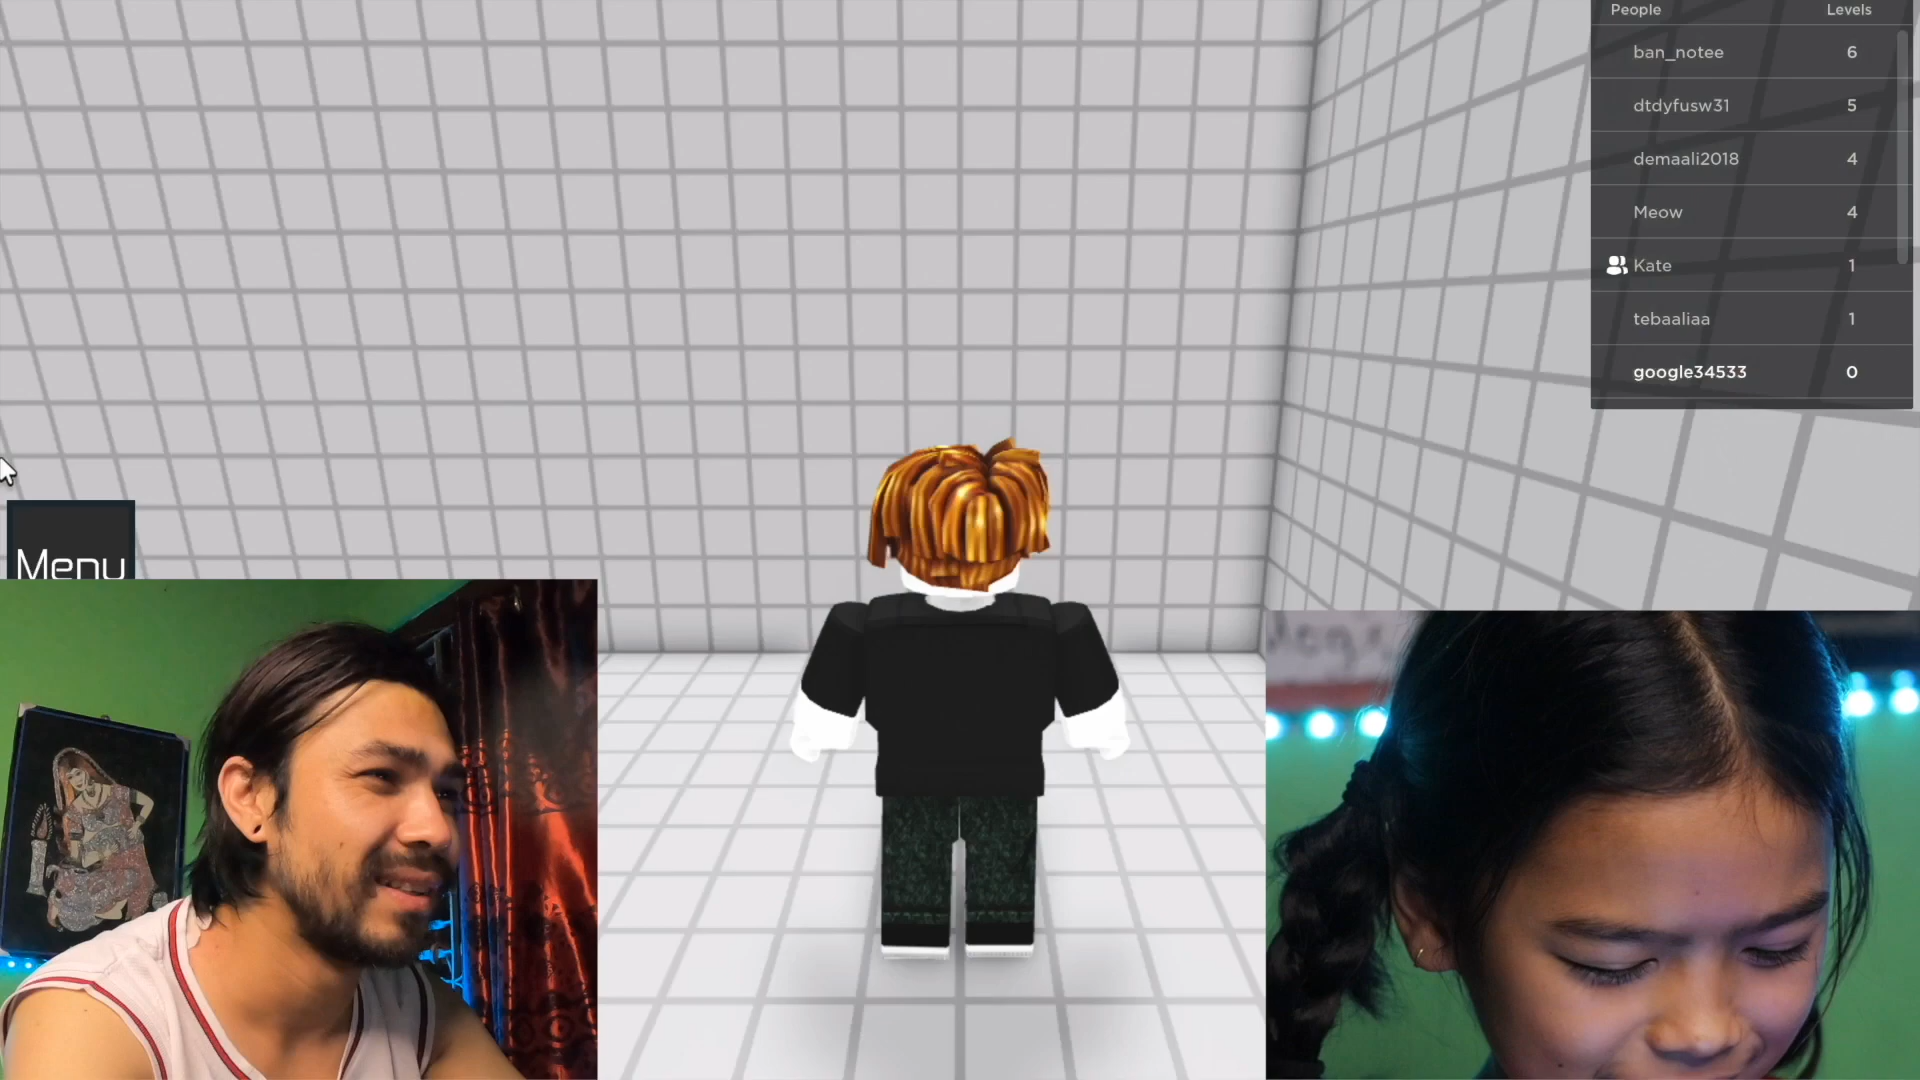 People Levels
ban_notee 6
dtdyfusw31 5
demaali2018 4
Meow 4
Kate 1
tebaaliaa 1
google34533 0
Menu